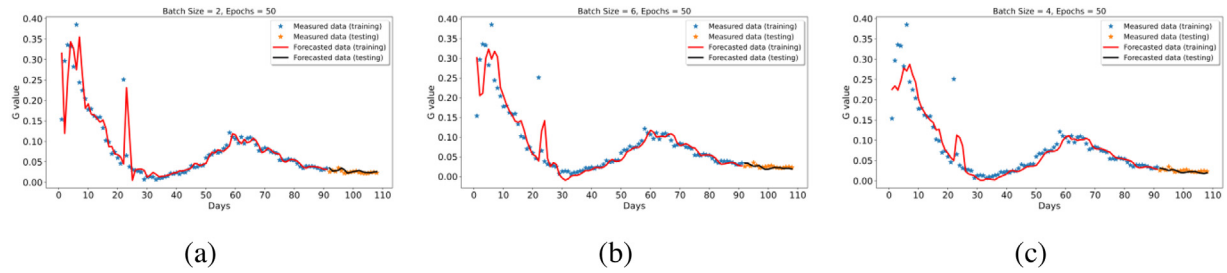 Batch Size = 2, Epochs = 50
G value
0.40
0.35
0.30
0.25
0.20
0.15
0.10
0.05
0.00
Measured data (training)
Measured data (testing)
Forecasted data (training)
Forecasted data (testing)
0 10 20 30 40 50 60 70 80 90 100 110
Days
(a)
Batch Size = 6, Epochs = 50
G value
0.40
0.35
0.30
0.25
0.20
0.15
0.10
0.05
0.00
Measured data (training)
Measured data (testing)
Forecasted data (training)
Forecasted data (testing)
0 10 20 30 40 50 60 70 80 90 100 110
Days
(b)
Batch Size = 4, Epochs = 50
G value
0.40
0.35
0.30
0.25
0.20
0.15
0.10
0.05
0.00
Measured data (training)
Measured data (testing)
Forecasted data (training)
Forecasted data (testing)
0 10 20 30 40 50 60 70 80 90 100 110
Days
(c)